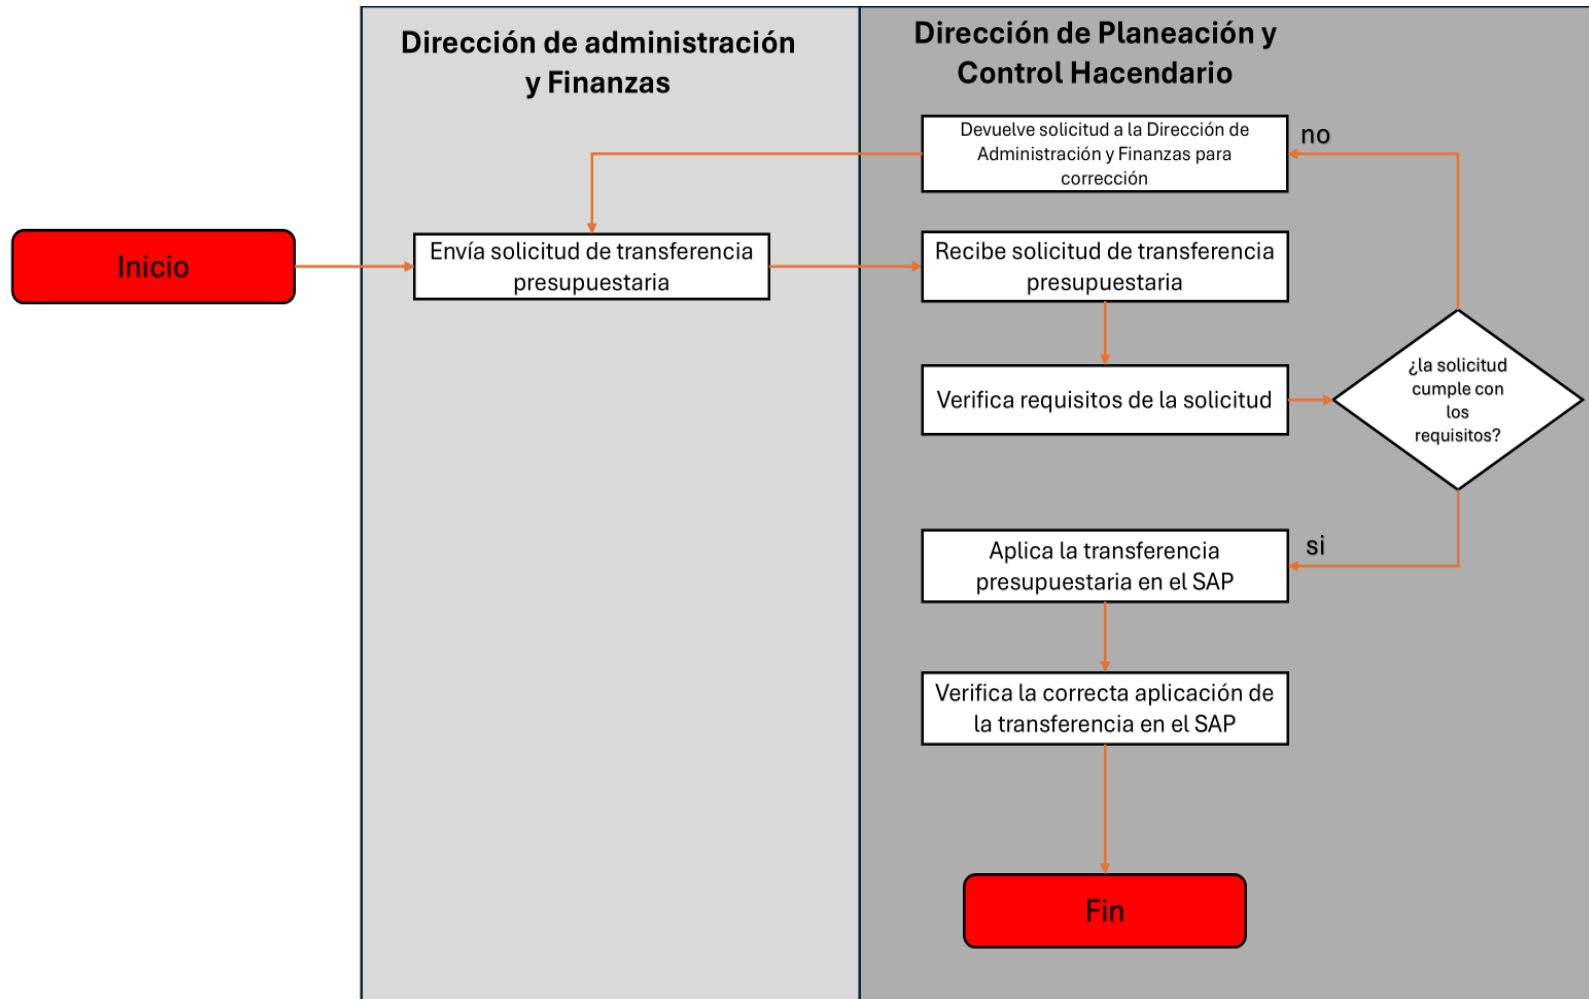 Dirección de administración
y Finanzas
Dirección de Planeación y
Control Hacendario
Devuelve solicitud a la Dirección de
Administración y Finanzas para
corrección
no
Inicio
Envía solicitud de transferencia
presupuestaria
Recibe solicitud de transferencia
presupuestaria
Verifica requisitos de la solicitud
¿la solicitud
cumple con
los
requisitos?
si
Aplica la transferencia
presupuestaria en el SAP
Verifica la correcta aplicación de
la transferencia en el SAP
Fin